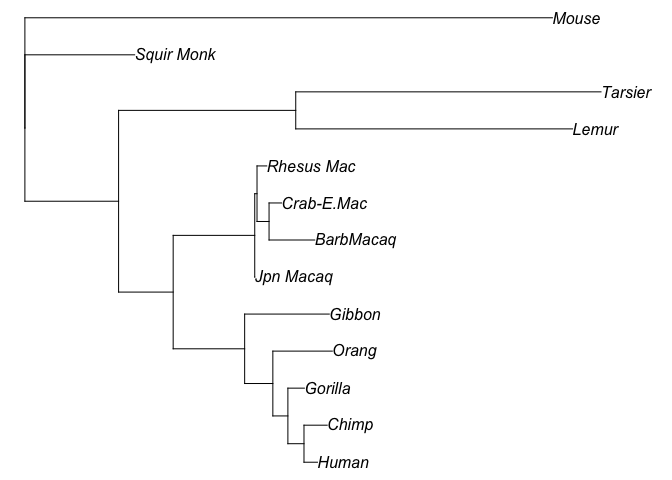 Mouse
Squir Monk
Tarsier
Lemur
Rhesus Mac
Crab-E.Mac
BarbMacaq
Jpn Macaq
Gibbon
Orang
Gorilla
Chimp
Human